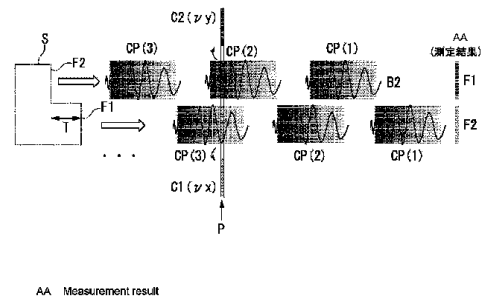 C2(νy)
S
F2
CP(3)
CP(2)
CP(1)
AA
(測定結果)
B2
F1
F1
T
F2
CP(3)
CP(2)
CP(1)
. . .
C1(νx)
P
AA Measurement result